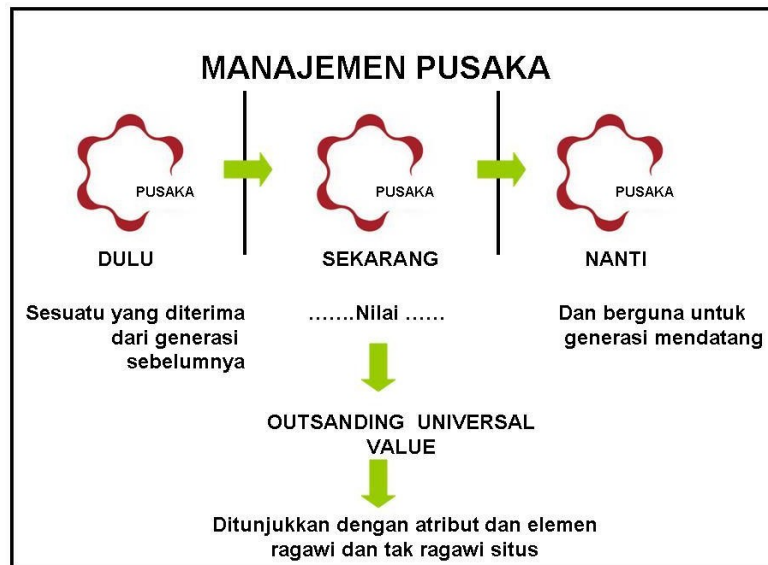 MANAJEMEN PUSAKA
PUSAKA
PUSAKA
PUSAKA
DULU
SEKARANG
NANTI
Sesuatu yang diterima
dari generasi
sebelumnya
.......Nilai ......
Dan berguna untuk
generasi mendatang
OUTSANDING UNIVERSAL
VALUE
Ditunjukkan dengan atribut dan elemen
ragawi dan tak ragawi situs